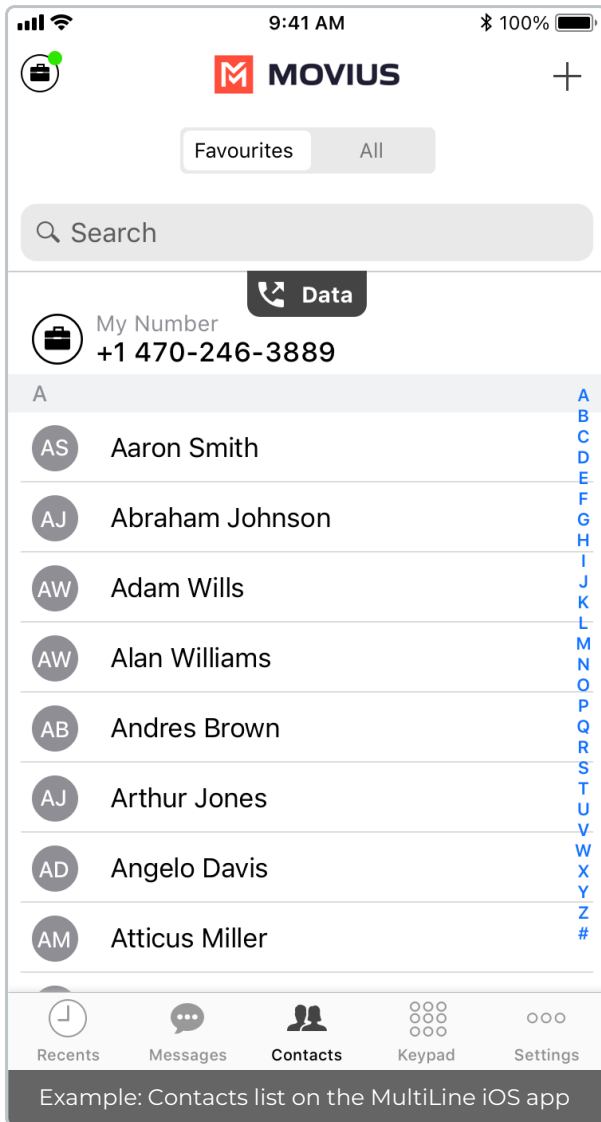 9:41 AM
100%
MOVIUS
Favourites
All
Search
Data
My Number
+1 470-246-3889
A
AS Aaron Smith
AJ Abraham Johnson
AW Adam Wills
AW Alan Williams
AB Andres Brown
AJ Arthur Jones
AD Angelo Davis
AM Atticus Miller
A
B
C
D
E
F
G
H
I
J
K
L
M
N
O
P
Q
R
S
T
U
V
W
X
Y
Z
#
Recents
Messages
Contacts
Keypad
Settings
Example: Contacts list on the MultiLine iOS app